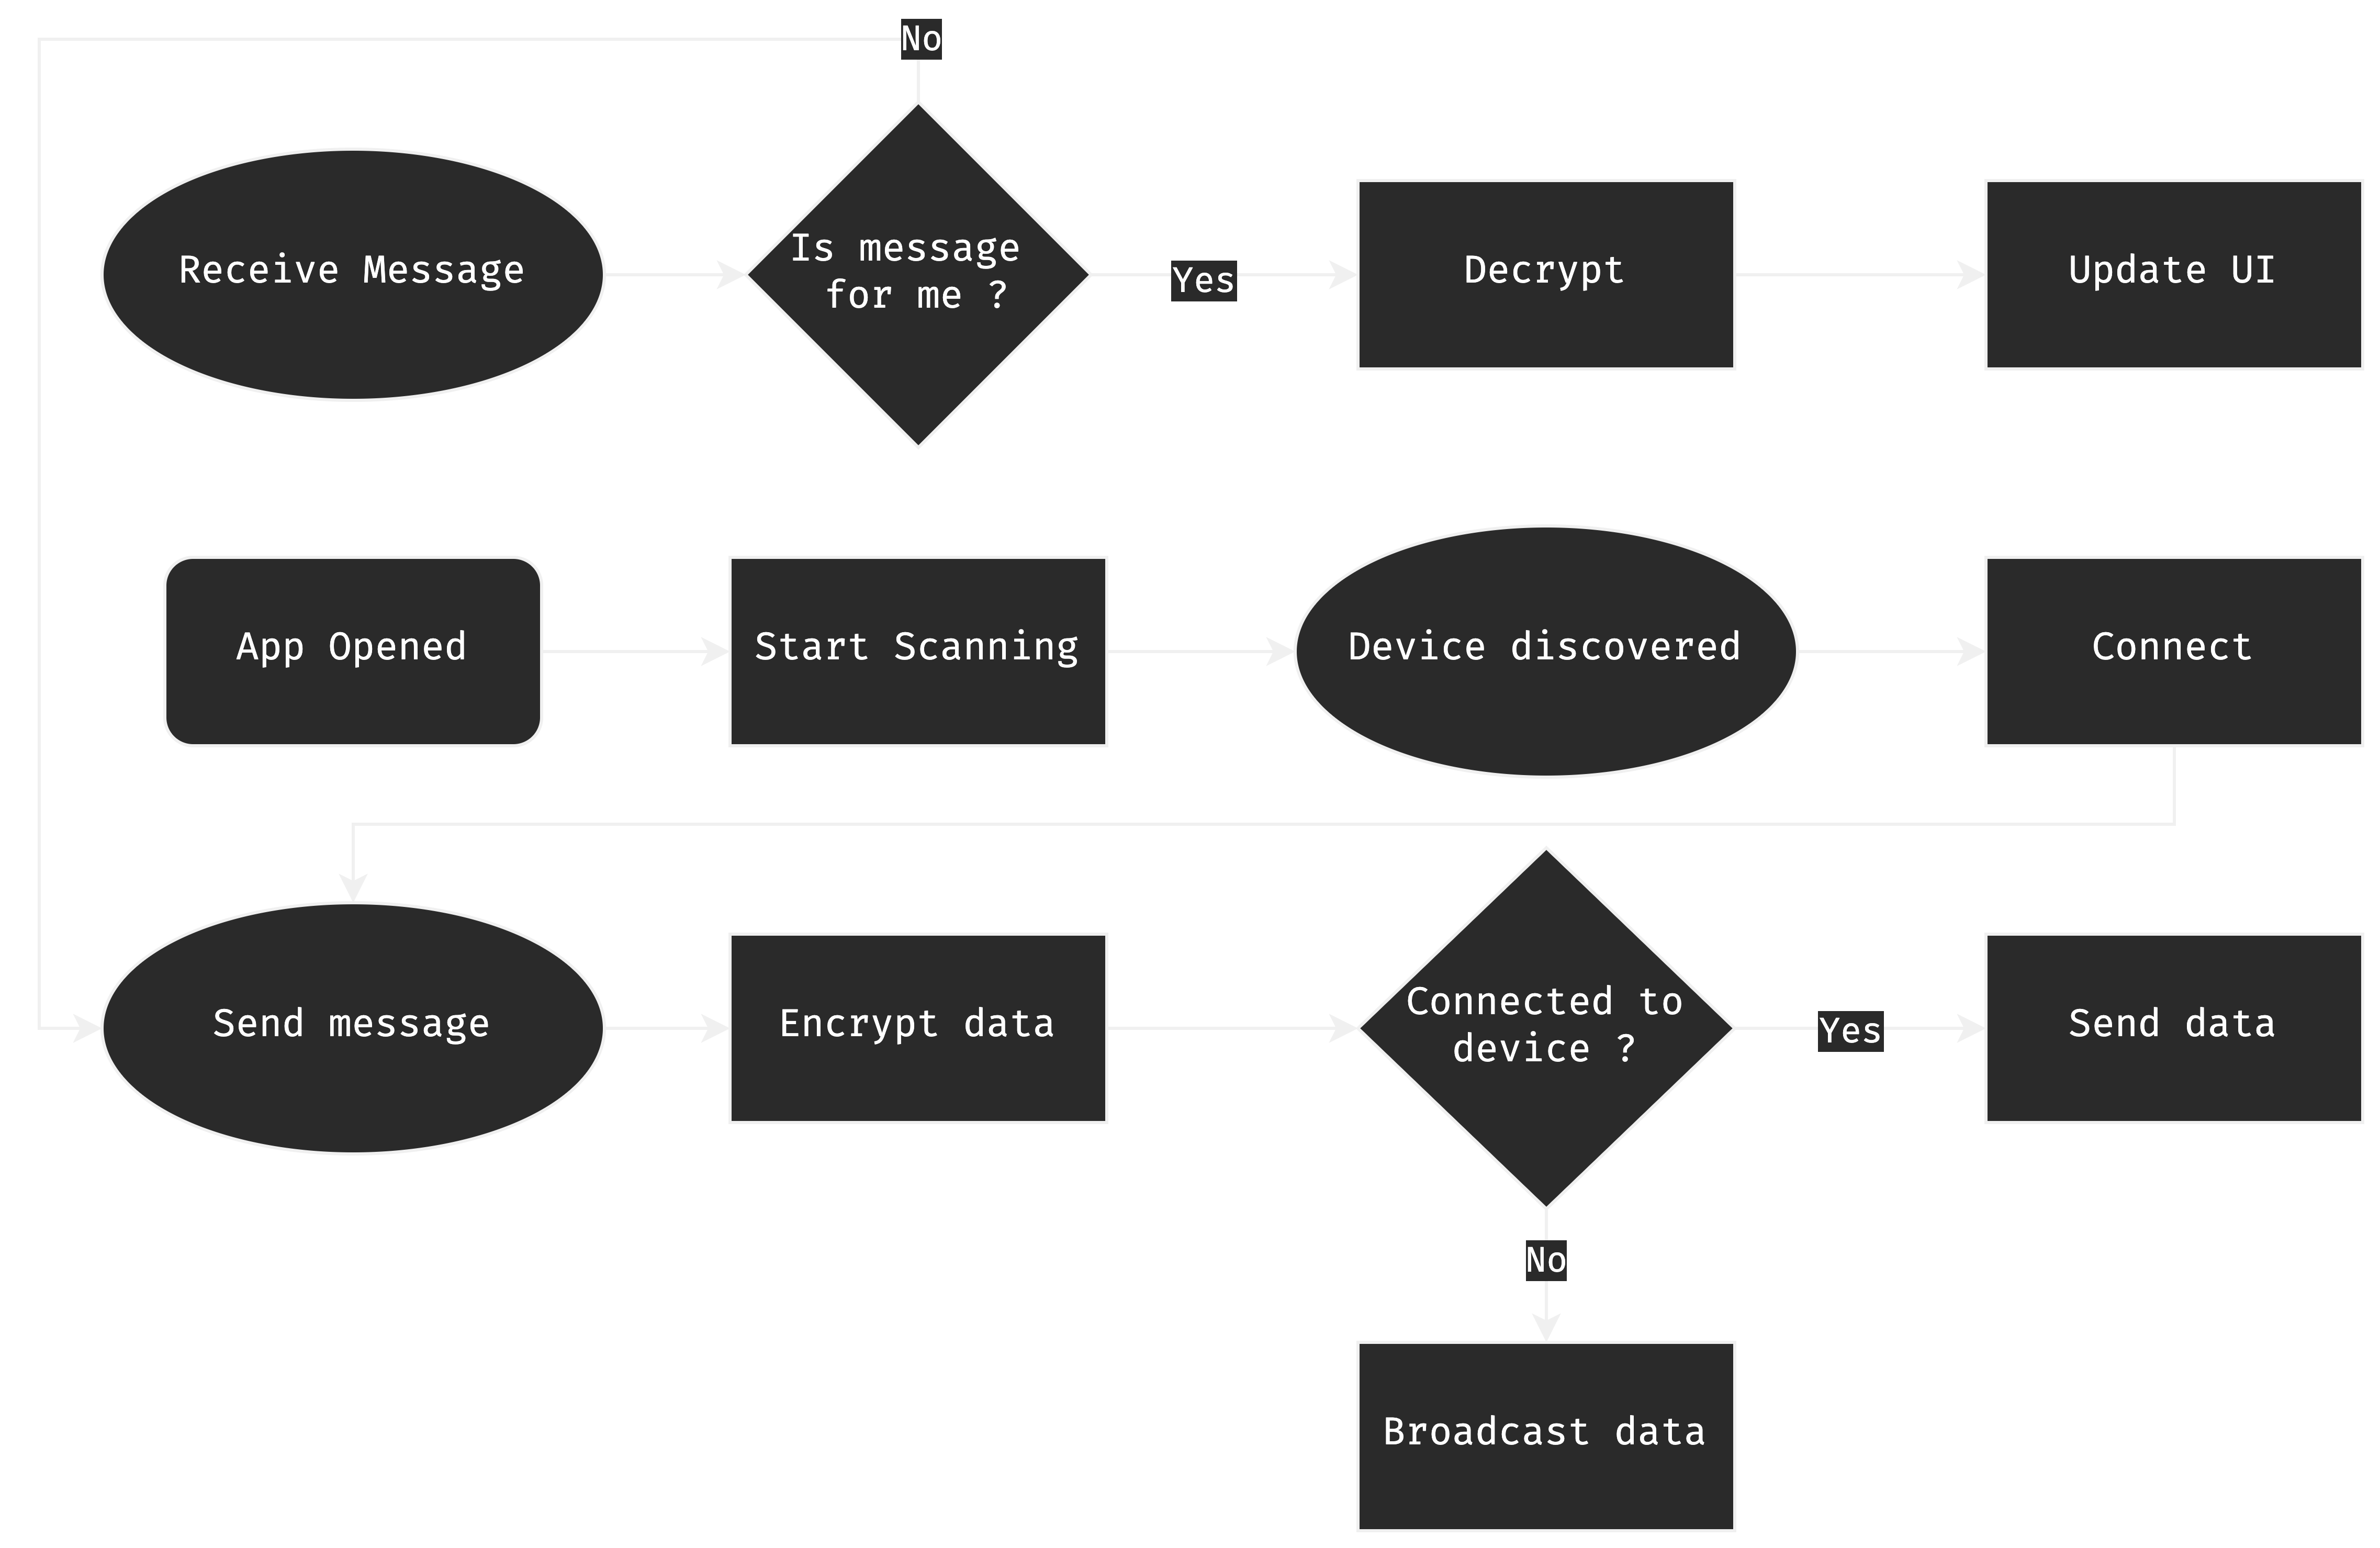 No
Receive Message
Is message
for me ?
Yes
Decrypt
Update UI
App Opened
Start Scanning
Device discovered
Connect
Send message
Encrypt data
Connected to
device ?
Yes
Send data
No
Broadcast data